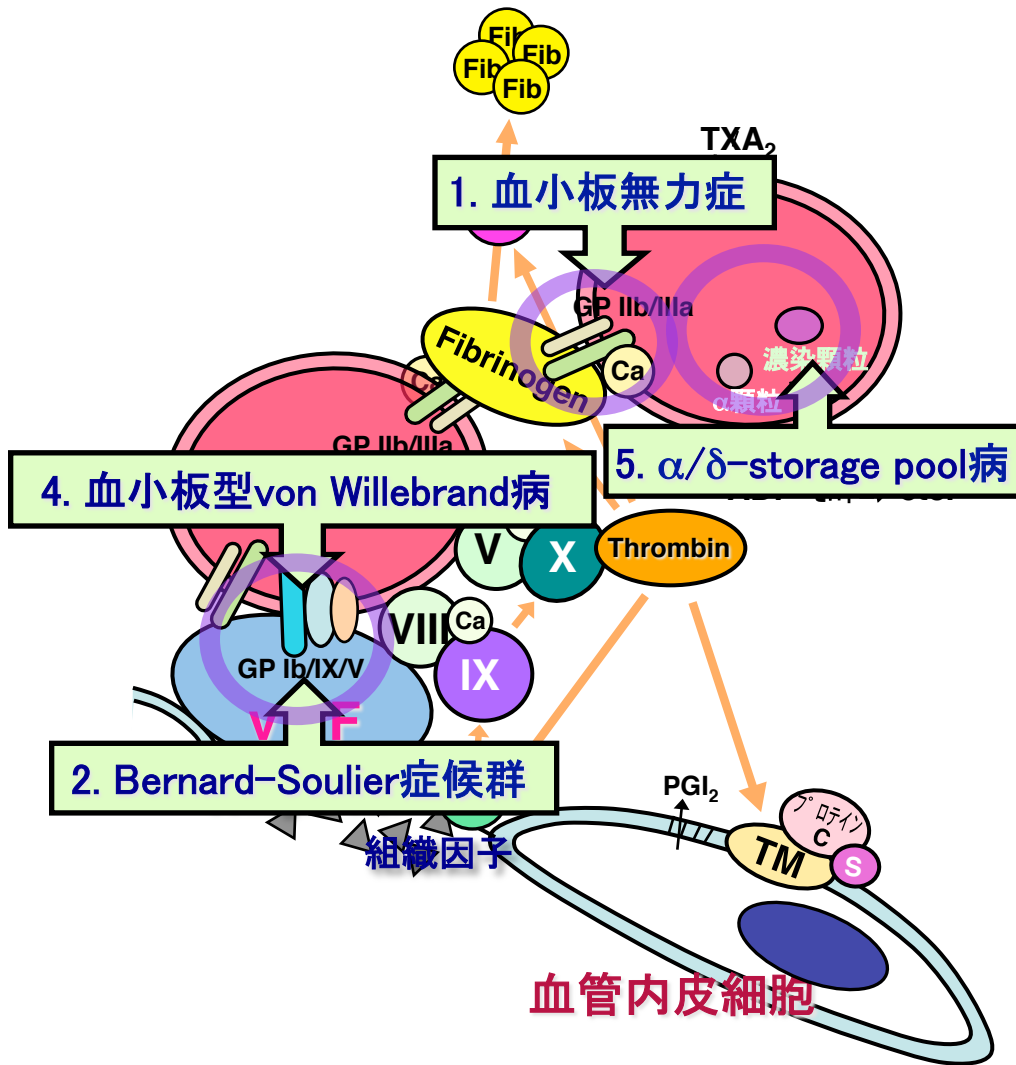 Fib
Fib
Fib
Fib
TXA2
1. 血小板無力症
GP IIb/IIIa
Fibrinogen
Ca
Ca
濃染顆粒
α顆粒
GP IIb/IIIa
5. α/δ-storage pool病
4. 血小板型von Willebrand病
V
X
Thrombin
VIII
Ca
IX
GP Ib/IX/V
V F
2. Bernard-Soulier症候群
PGI2
プロテイン
C
S
TM
組織因子
血管内皮細胞